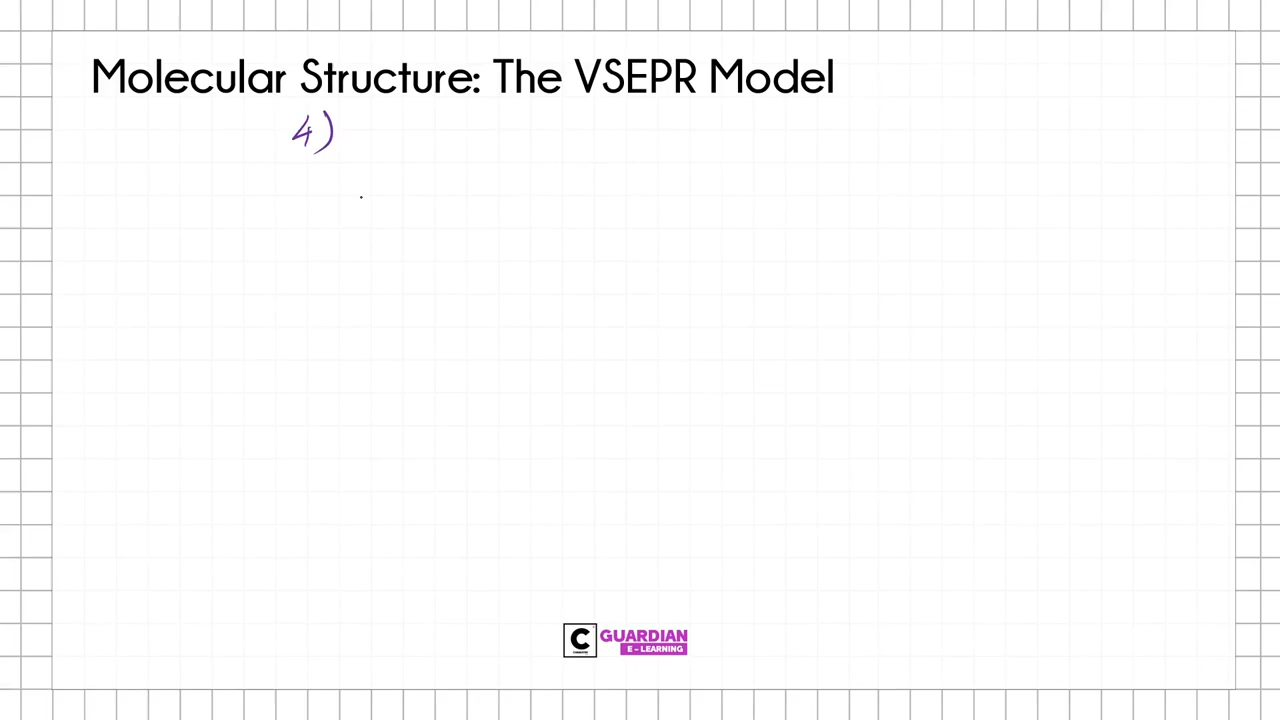 Molecular Structure: The VSEPR Model
4)
C
GUARDIAN
E - LEARNING